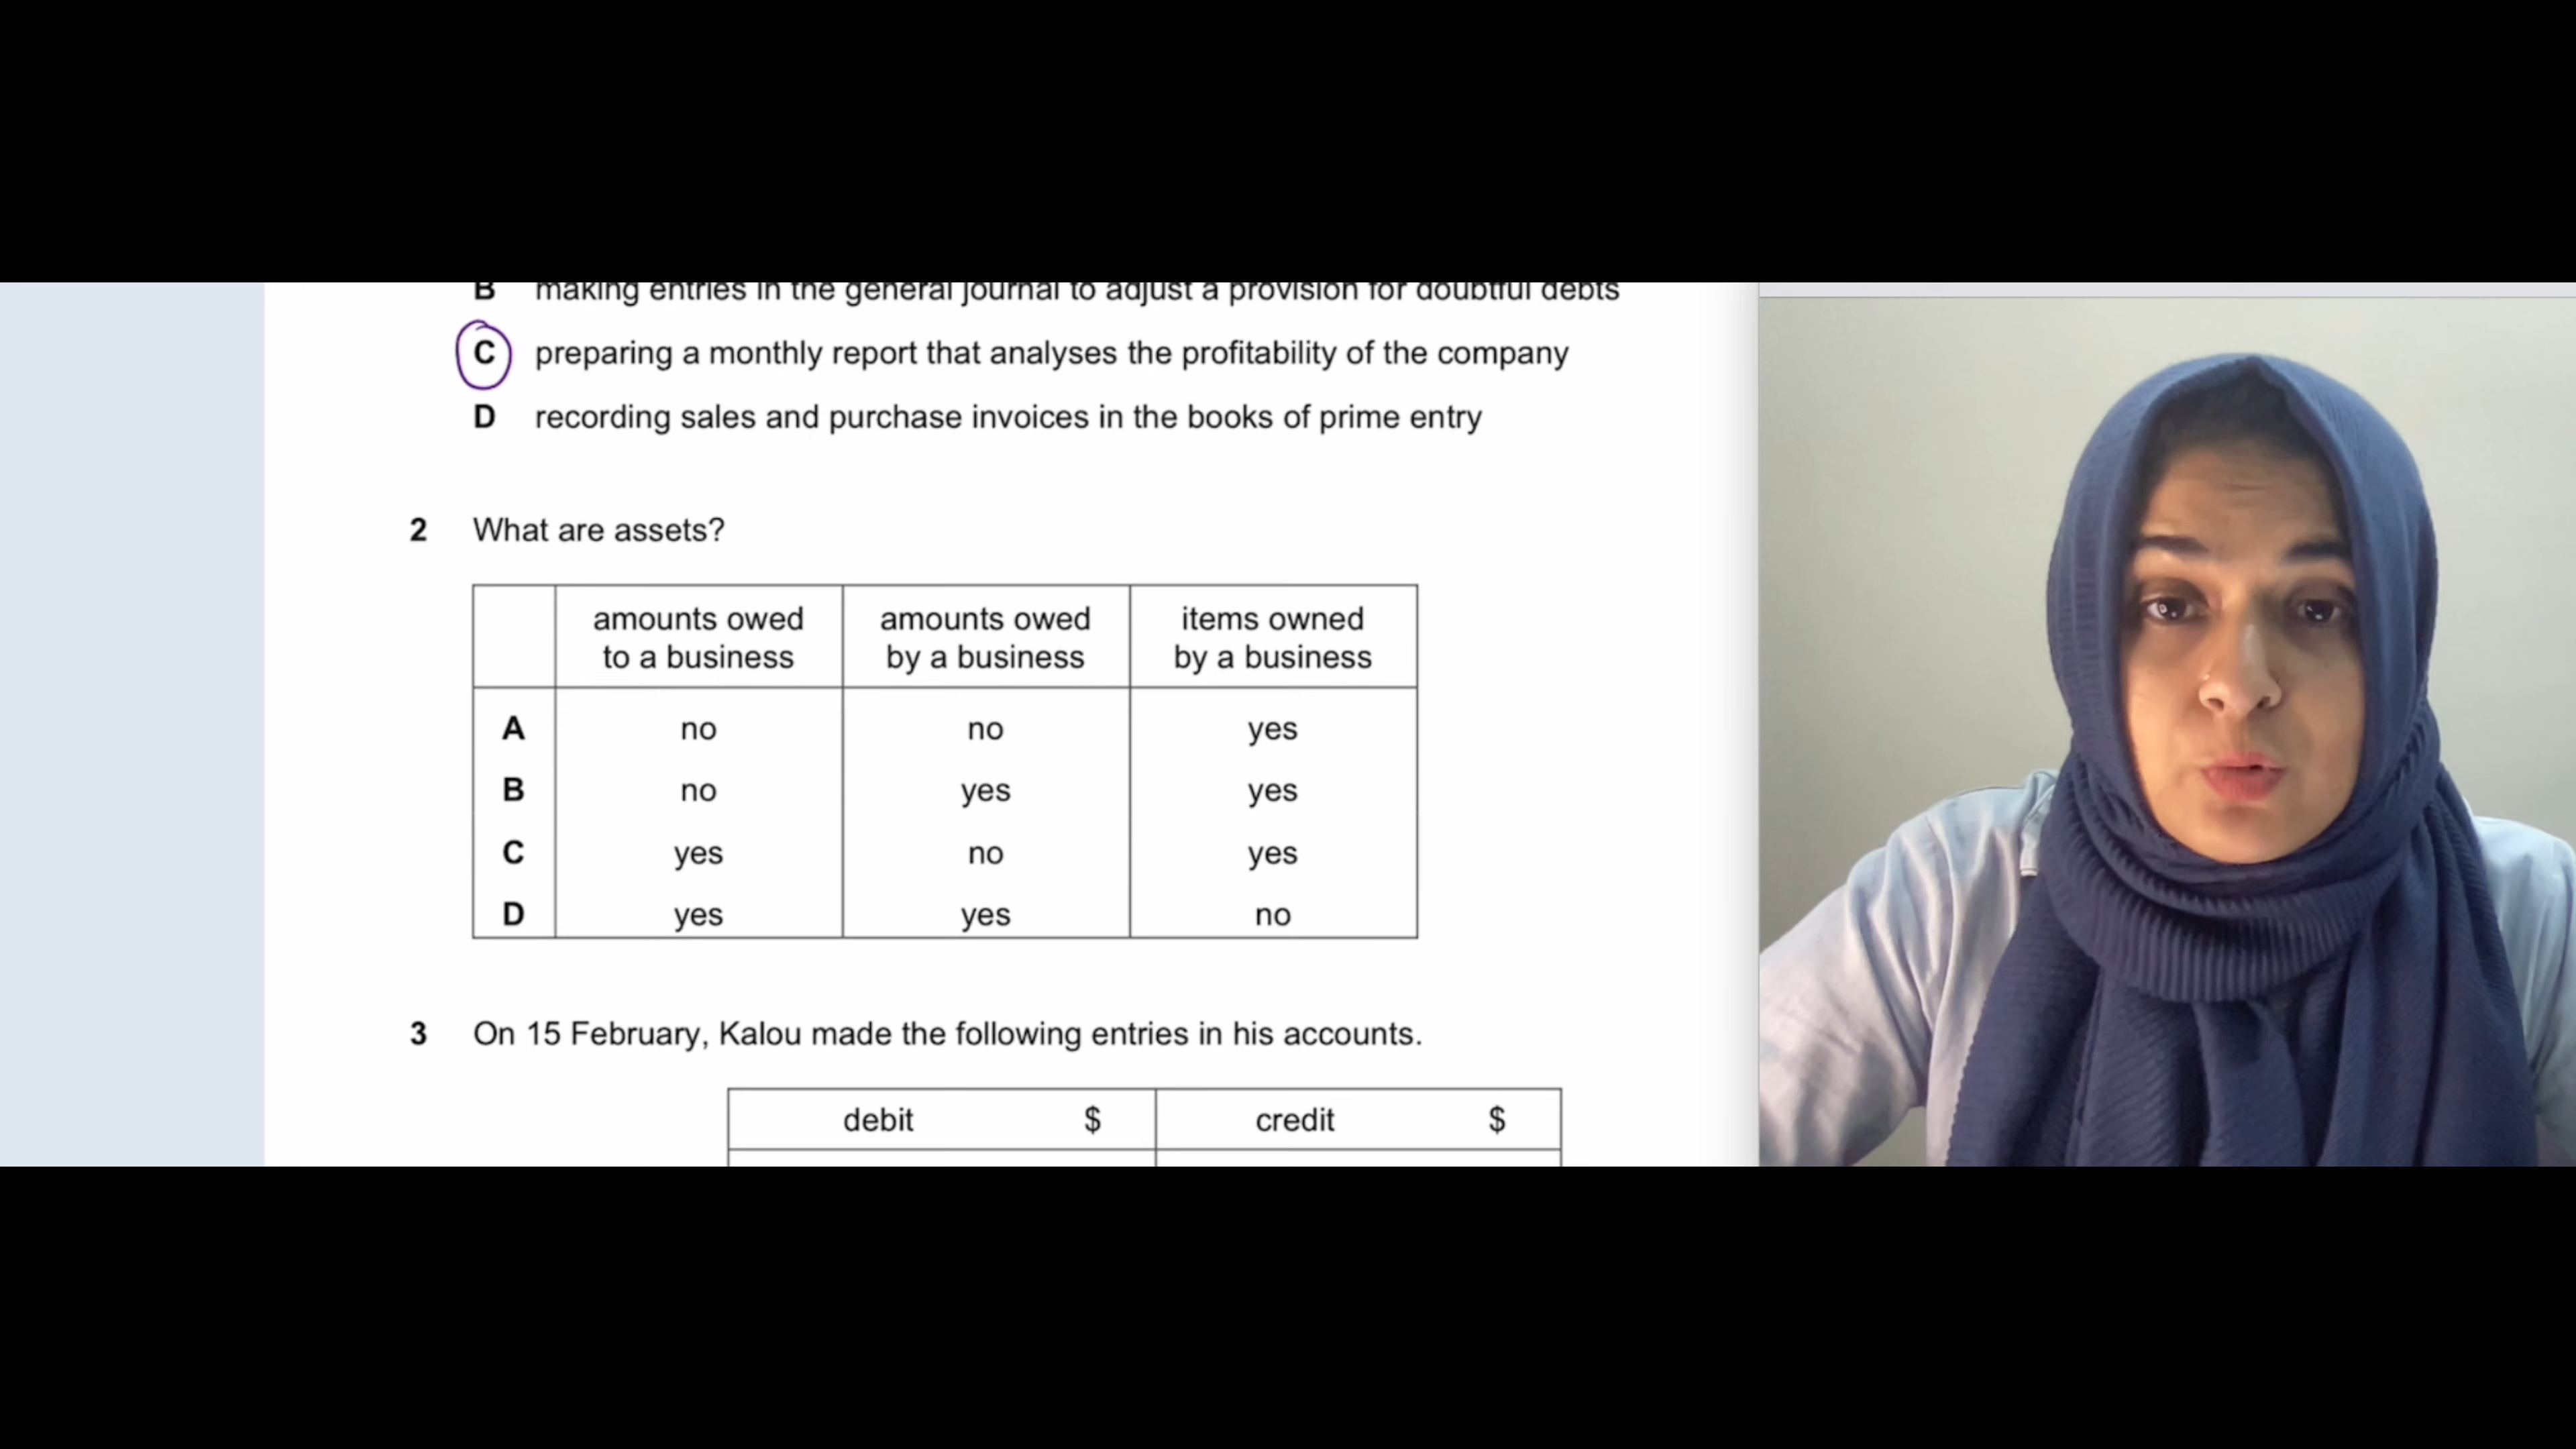 B making entries in the general journal to adjust a provision for doubtful debts
C preparing a monthly report that analyses the profitability of the company
D recording sales and purchase invoices in the books of prime entry
2 What are assets?
amounts owed to a business amounts owed by a business items owned by a business
A no no yes
B no yes yes
C yes no yes
D yes yes no
3 On 15 February, Kalou made the following entries in his accounts.
debit $ credit $